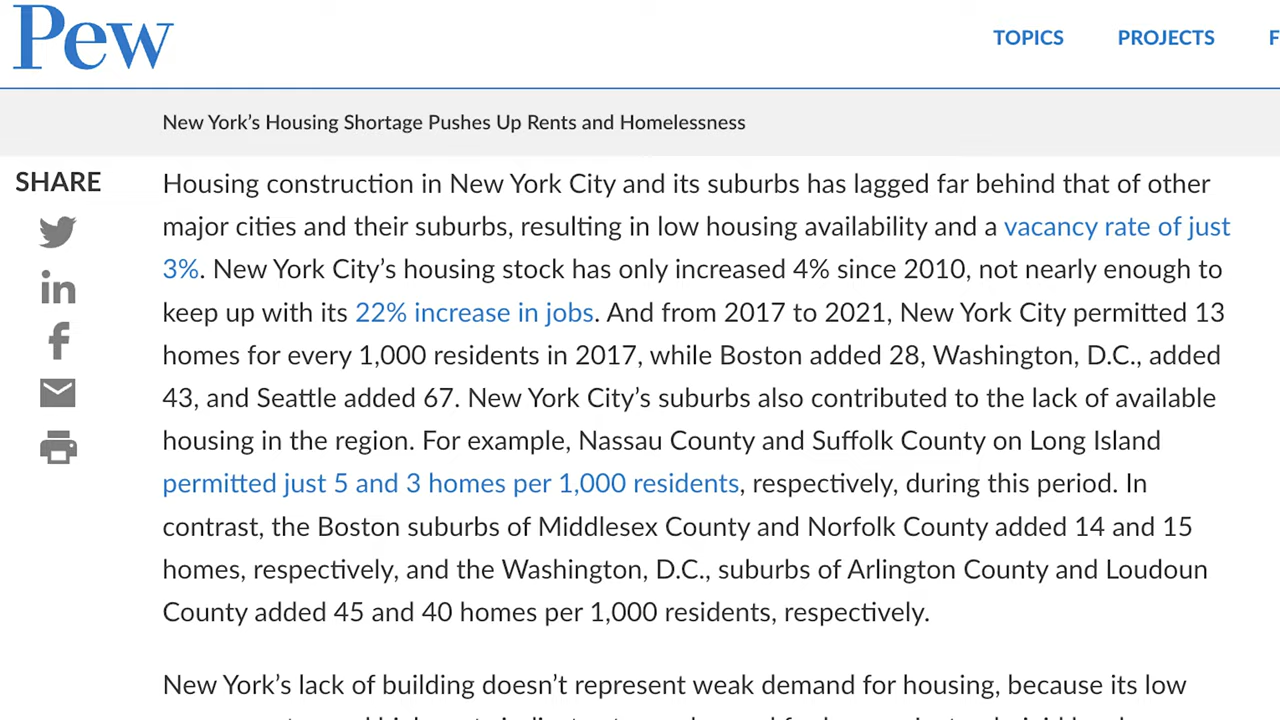 Pew
TOPICS PROJECTS F
New York’s Housing Shortage Pushes Up Rents and Homelessness
SHARE
Housing construction in New York City and its suburbs has lagged far behind that of other
major cities and their suburbs, resulting in low housing availability and a vacancy rate of just
3%. New York City’s housing stock has only increased 4% since 2010, not nearly enough to
keep up with its 22% increase in jobs. And from 2017 to 2021, New York City permitted 13
homes for every 1,000 residents in 2017, while Boston added 28, Washington, D.C., added
43, and Seattle added 67. New York City’s suburbs also contributed to the lack of available
housing in the region. For example, Nassau County and Suffolk County on Long Island
permitted just 5 and 3 homes per 1,000 residents, respectively, during this period. In
contrast, the Boston suburbs of Middlesex County and Norfolk County added 14 and 15
homes, respectively, and the Washington, D.C., suburbs of Arlington County and Loudoun
County added 45 and 40 homes per 1,000 residents, respectively.
New York’s lack of building doesn’t represent weak demand for housing, because its low